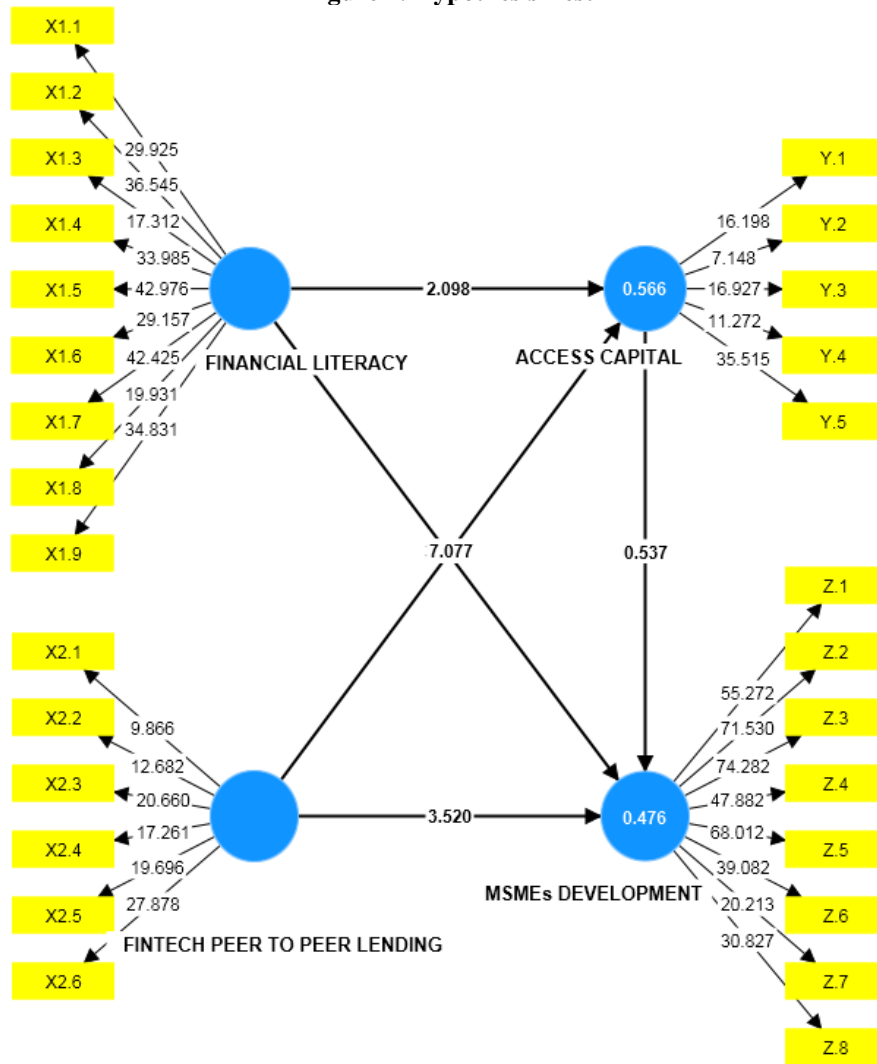 X1.1
X1.2
X1.3
X1.4
X1.5
X1.6
X1.7
X1.8
X1.9
29.925
36.545
17.312
33.985
42.976
29.157
42.425
19.931
34.831
FINANCIAL LITERACY
2.098
0.566
ACCESS CAPITAL
16.198
7.148
16.927
11.272
35.515
Y.1
Y.2
Y.3
Y.4
Y.5
7.077
0.537
X2.1
X2.2
X2.3
X2.4
X2.5
X2.6
9.866
12.682
20.660
17.261
19.696
27.878
FINTECH PEER TO PEER LENDING
3.520
0.476
MSMEs DEVELOPMENT
55.272
71.530
74.282
47.882
68.012
39.082
20.213
30.827
Z.1
Z.2
Z.3
Z.4
Z.5
Z.6
Z.7
Z.8